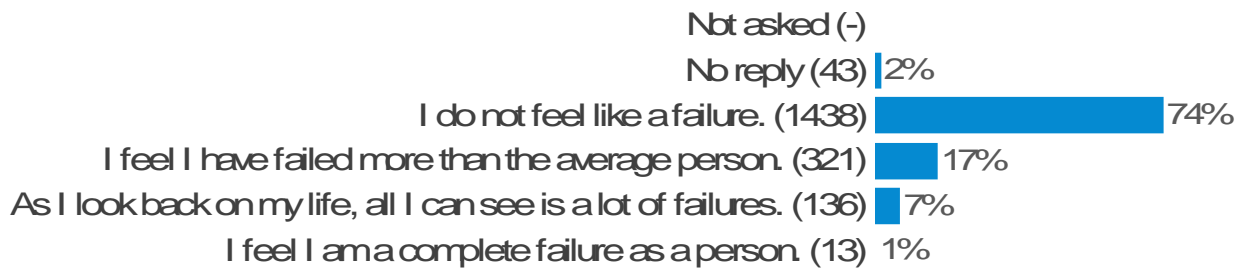 Not asked (-)
No reply (43) 2%
I do not feel like a failure. (1438) 74%
I feel I have failed more than the average person. (321) 17%
As I look back on my life, all I can see is a lot of failures. (136) 7%
I feel I am a complete failure as a person. (13) 1%